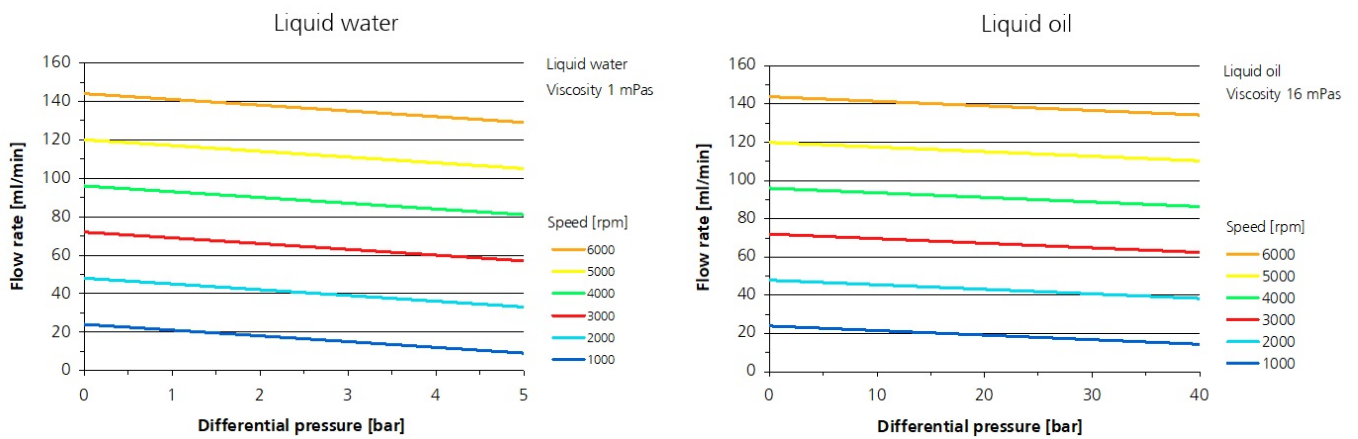 Liquid water
160
140
120
100
80
60
40
20
0
Flow rate [ml/min]
0 1 2 3 4 5
Differential pressure [bar]
Liquid water
Viscosity 1 mPas
Speed [rpm]
6000
5000
4000
3000
2000
1000
Liquid oil
160
140
120
100
80
60
40
20
0
Flow rate [ml/min]
0 10 20 30 40
Differential pressure [bar]
Liquid oil
Viscosity 16 mPas
Speed [rpm]
6000
5000
4000
3000
2000
1000